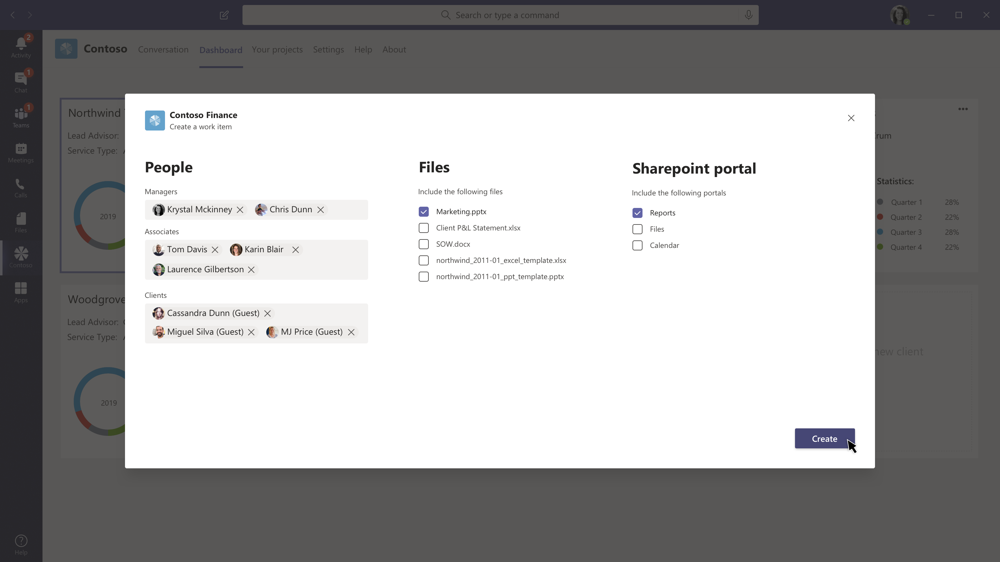 Search or type a command
2
Activity
1
Chat
1
Teams
Meetings
Calls
Files
Contoso
Apps
Help
Contoso
Conversation
Dashboard
Your projects
Settings
Help
About
Northwind
Lead Advisor:
Service Type:
2019
Woodgrove
Lead Advisor:
Service Type:
2019
Contoso Finance
Create a work item
People
Managers
Krystal Mckinney
Chris Dunn
Associates
Tom Davis
Karin Blair
Laurence Gilbertson
Clients
Cassandra Dunn (Guest)
Miguel Silva (Guest)
MJ Price (Guest)
Files
Include the following files
Marketing.pptx
Client P&L Statement.xlsx
SOW.docx
northwind_2011-01_excel_template.xlsx
northwind_2011-01_ppt_template.pptx
Sharepoint portal
Include the following portals
Reports
Files
Calendar
Create
Statistics:
Quarter 1 28%
Quarter 2 22%
Quarter 3 28%
Quarter 4 22%
new client